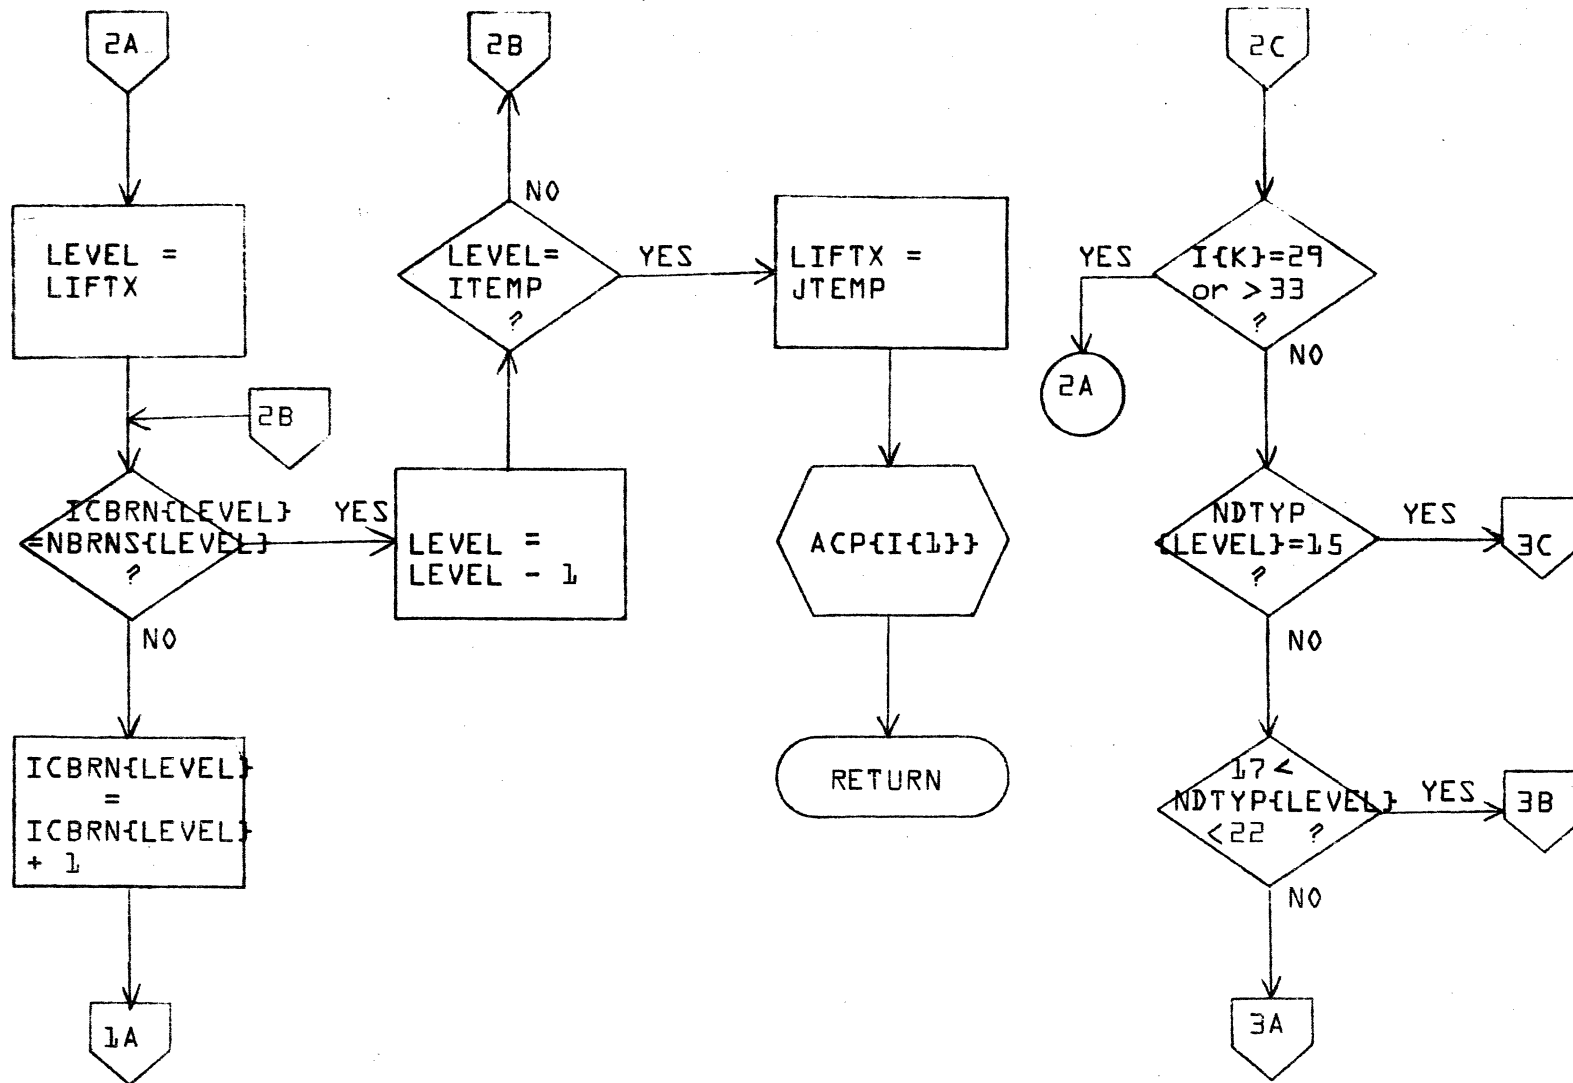 2A
LEVEL =
LIFTX
2B
ICBRN{LEVEL}
=NBRNS{LEVEL}
?
YES
NO
ICBRN{LEVEL}
=
ICBRN{LEVEL}
+ 1
1A
2B
NO
LEVEL=
ITEMP
?
YES
LEVEL =
LEVEL - 1
LIFTX =
JTEMP
ACP{I{1}}
RETURN
2C
YES
I{K}=29
or >33
?
NO
2A
NDTYP
{LEVEL}=15
?
YES
3C
NO
17<
NDTYP{LEVEL}
<22 ?
YES
3B
NO
3A